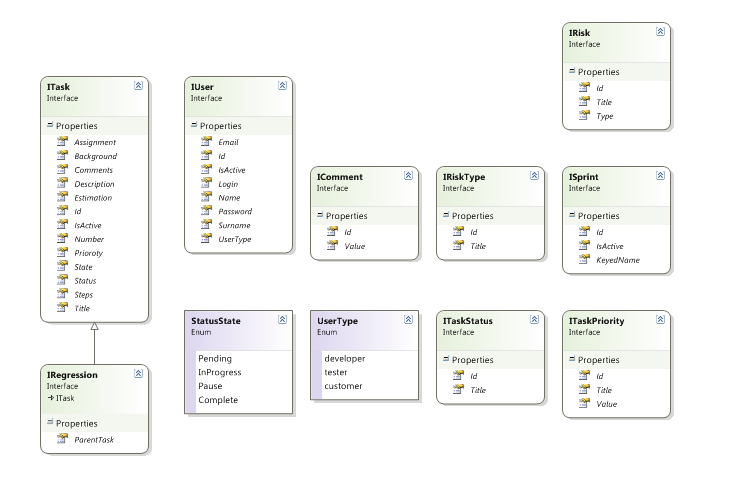 IRisk
Interface
Properties
Id
Title
Type
ITask
Interface
Properties
Assignment
Background
Comments
Description
Estimation
Id
IsActive
Number
Prioroty
State
Status
Steps
Title
IUser
Interface
Properties
Email
Id
IsActive
Login
Name
Password
Surname
UserType
IComment
Interface
Properties
Id
Value
IRiskType
Interface
Properties
Id
Title
ISprint
Interface
Properties
Id
IsActive
KeyedName
StatusState
Enum
Pending
InProgress
Pause
Complete
UserType
Enum
developer
tester
customer
ITaskStatus
Interface
Properties
Id
Title
ITaskPriority
Interface
Properties
Id
Title
Value
IRegression
Interface
ITask
Properties
ParentTask